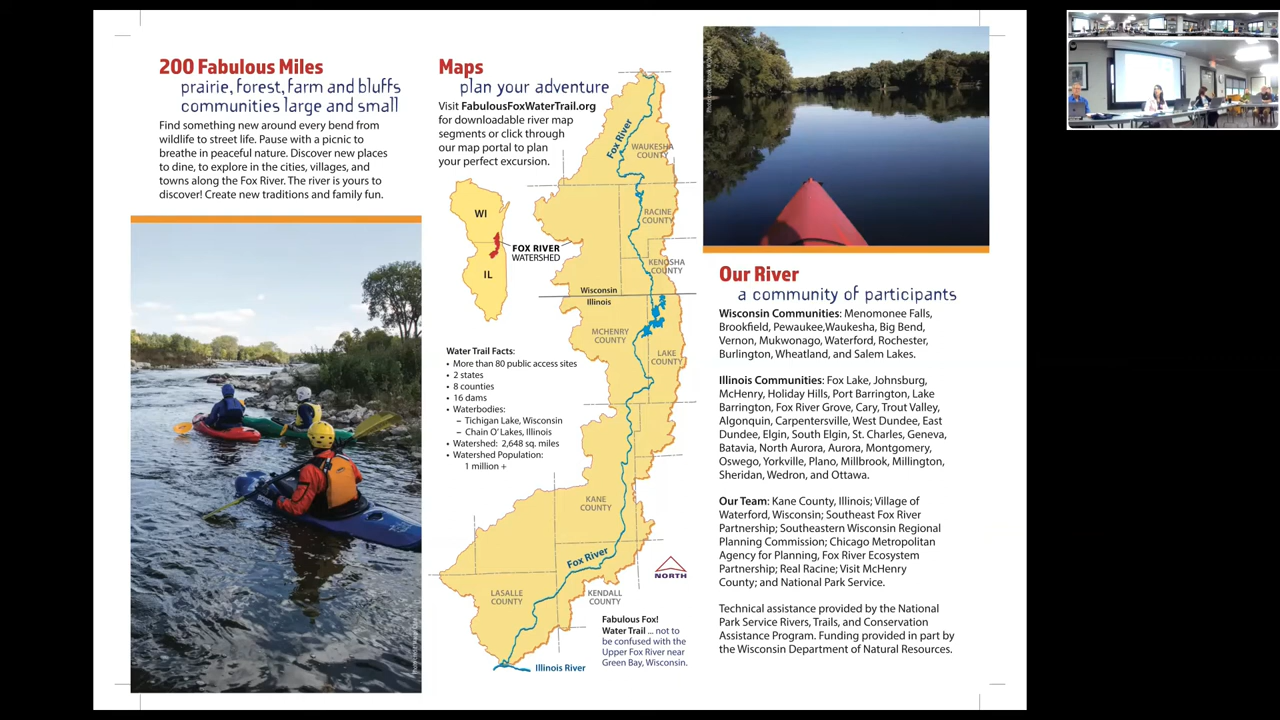 200 Fabulous Miles
prairie, forest, farm and bluffs
communities large and small
Find something new around every bend from
wildlife to street life. Pause with a picnic to
breathe in peaceful nature. Discover new places
to dine, to explore in the cities, villages, and
towns along the Fox River. The river is yours to
discover! Create new traditions and family fun.
Maps
plan your adventure
Visit FabulousFoxWaterTrail.org
for downloadable river map
segments or click through
our map portal to plan
your perfect excursion.
WI
IL
FOX RIVER
WATERSHED
Fox River
WAUKESHA
COUNTY
RACINE
COUNTY
KENOSHA
COUNTY
Wisconsin
Illinois
MCHENRY
COUNTY
LAKE
COUNTY
Water Trail Facts:
• More than 80 public access sites
• 2 states
• 8 counties
• 16 dams
• Waterbodies:
– Tichigan Lake, Wisconsin
– Chain O' Lakes, Illinois
• Watershed: 2,648 sq. miles
• Watershed Population:
1 million +
KANE
COUNTY
Fox River
NORTH
LASALLE
COUNTY
KENDALL
COUNTY
Fabulous Fox!
Water Trail ... not to
be confused with the
Upper Fox River near
Green Bay, Wisconsin.
Illinois River
Our River
a community of participants
Wisconsin Communities: Menomonee Falls,
Brookfield, Pewaukee,Waukesha, Big Bend,
Vernon, Mukwonago, Waterford, Rochester,
Burlington, Wheatland, and Salem Lakes.
Illinois Communities: Fox Lake, Johnsburg,
McHenry, Holiday Hills, Port Barrington, Lake
Barrington, Fox River Grove, Cary, Trout Valley,
Algonquin, Carpentersville, West Dundee, East
Dundee, Elgin, South Elgin, St. Charles, Geneva,
Batavia, North Aurora, Aurora, Montgomery,
Oswego, Yorkville, Plano, Millbrook, Millington,
Sheridan, Wedron, and Ottawa.
Our Team: Kane County, Illinois; Village of
Waterford, Wisconsin; Southeast Fox River
Partnership; Southeastern Wisconsin Regional
Planning Commission; Chicago Metropolitan
Agency for Planning, Fox River Ecosystem
Partnership; Real Racine; Visit McHenry
County; and National Park Service.
Technical assistance provided by the National
Park Service Rivers, Trails, and Conservation
Assistance Program. Funding provided in part by
the Wisconsin Department of Natural Resources.